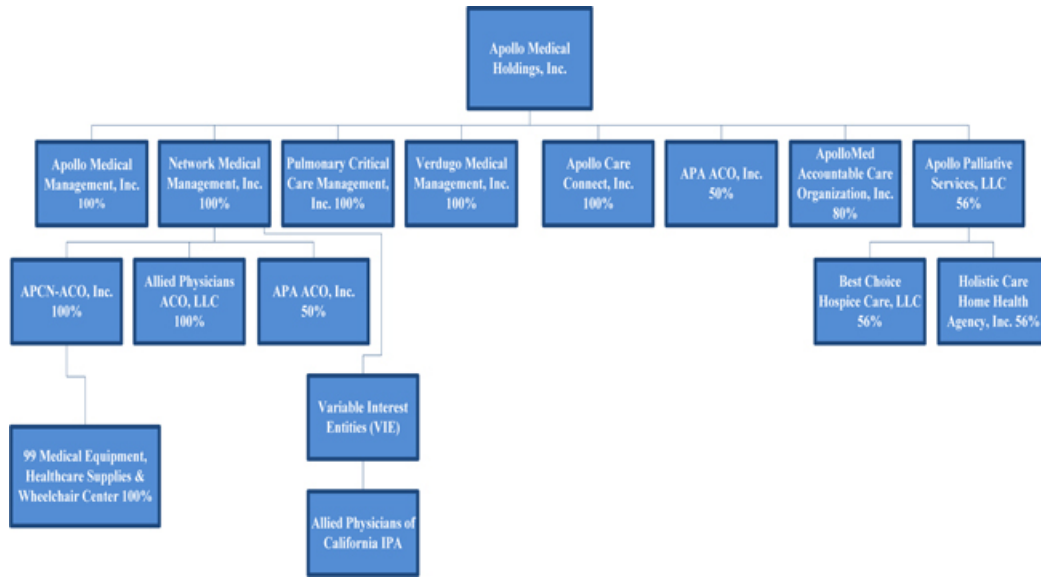 Apollo Medical
Holdings, Inc.
Apollo Medical
Management, Inc.
100%
Network Medical
Management, Inc.
100%
Pulmonary Critical
Care Management,
Inc. 100%
Verdugo Medical
Management, Inc.
100%
Apollo Care
Connect, Inc.
100%
APA ACO, Inc.
50%
ApolloMed
Accountable Care
Organization, Inc.
80%
Apollo Palliative
Services, LLC
56%
APCN-ACO, Inc.
100%
Allied Physicians
ACO, LLC
100%
APA ACO, Inc.
50%
Best Choice
Hospice Care, LLC
56%
Holistic Care
Home Health
Agency, Inc. 56%
Variable Interest
Entities (VIE)
99 Medical Equipment,
Healthcare Supplies &
Wheelchair Center 100%
Allied Physicians of
California IPA